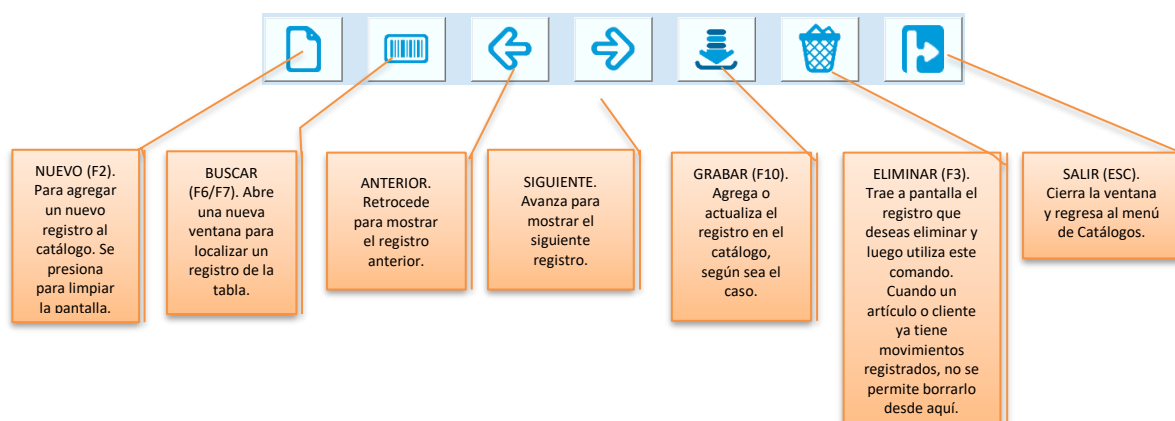 NUEVO (F2).
Para agregar
un nuevo
registro al
catálogo. Se
presiona
para limpiar
la pantalla.
BUSCAR
(F6/F7). Abre
una nueva
ventana para
localizar un
registro de la
tabla.
ANTERIOR.
Retrocede
para mostrar
el registro
anterior.
SIGUIENTE.
Avanza para
mostrar el
siguiente
registro.
GRABAR (F10).
Agrega o
actualiza el
registro en el
catálogo,
según sea el
caso.
ELIMINAR (F3).
Trae a pantalla el
registro que
deseas eliminar y
luego utiliza este
comando.
Cuando un
artículo o cliente
ya tiene
movimientos
registrados, no se
permite borrarlo
desde aquí.
SALIR (ESC).
Cierra la ventana
y regresa al menú
de Catálogos.